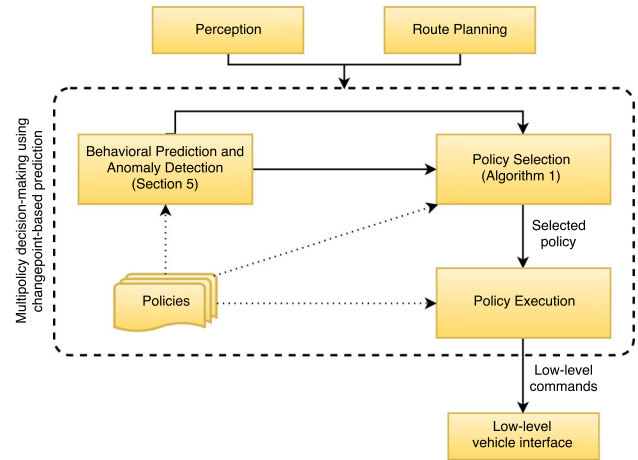 Perception
Route Planning
Multipolicy decision-making using
changepoint-based prediction
Behavioral Prediction and
Anomaly Detection
(Section 5)
Policy Selection
(Algorithm 1)
Selected
policy
Policies
Policy Execution
Low-level
commands
Low-level
vehicle interface